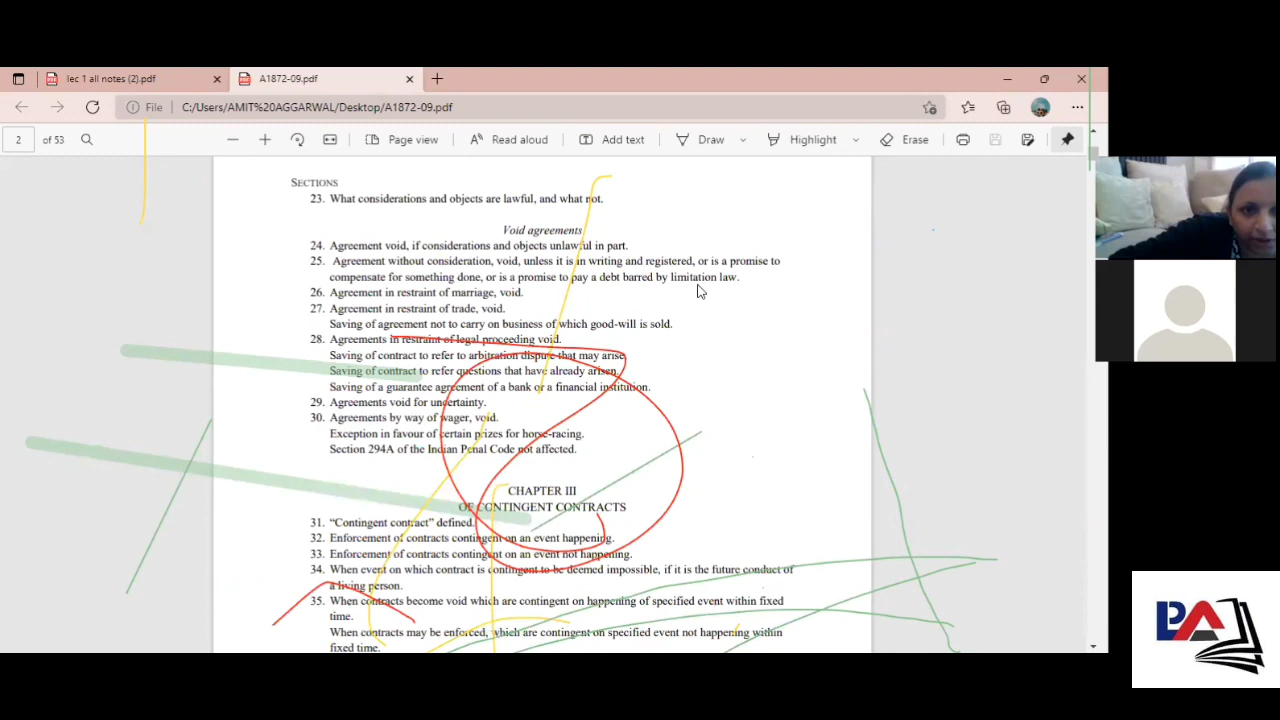 lec 1 all notes (2).pdf
A1872-09.pdf
File
C:/Users/AMIT%20AGGARWAL/Desktop/A1872-09.pdf
2 of 53
Page view
Read aloud
Add text
Draw
Highlight
Erase
SECTIONS
23. What considerations and objects are lawful, and what not.
Void agreements
24. Agreement void, if considerations and objects unlawful in part.
25. Agreement without consideration, void, unless it is in writing and registered, or is a promise to
compensate for something done, or is a promise to pay a debt barred by limitation law.
26. Agreement in restraint of marriage, void.
27. Agreement in restraint of trade, void.
Saving of agreement not to carry on business of which good-will is sold.
28. Agreements in restraint of legal proceeding void.
Saving of contract to refer to arbitration dispute that may arise.
Saving of contract to refer questions that have already arisen.
Saving of a guarantee agreement of a bank or a financial institution.
29. Agreements void for uncertainty.
30. Agreements by way of wager, void.
Exception in favour of certain prizes for horse-racing.
Section 294A of the Indian Penal Code not affected.
CHAPTER III
OF CONTINGENT CONTRACTS
31. “Contingent contract” defined.
32. Enforcement of contracts contingent on an event happening.
33. Enforcement of contracts contingent on an event not happening.
34. When event on which contract is contingent to be deemed impossible, if it is the future conduct of
a living person.
35. When contracts become void which are contingent on happening of specified event within fixed
time.
When contracts may be enforced, which are contingent on specified event not happening within
fixed time.